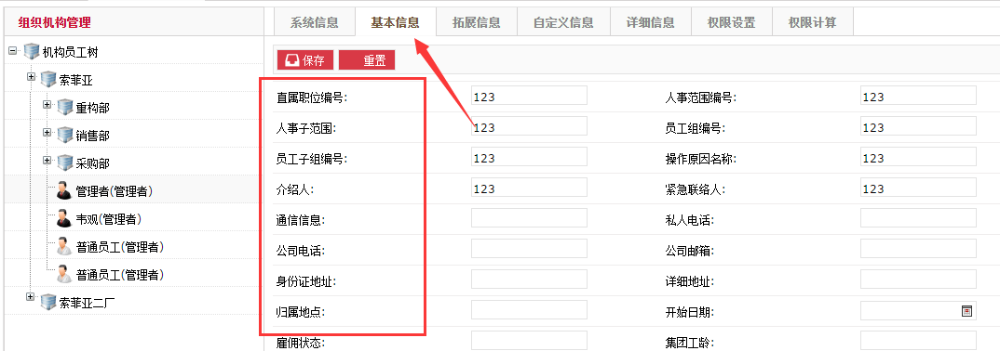 组织机构管理
机构员工树
索菲亚
重构部
销售部
采购部
管理者(管理者)
韦观(管理者)
普通员工(管理者)
普通员工(管理者)
索菲亚二厂
系统信息 基本信息 拓展信息 自定义信息 详细信息 权限设置 权限计算
保存 重置
直属职位编号: 123 人事范围编号: 123
人事子范围: 123 员工组编号: 123
员工子组编号: 123 操作原因名称: 123
介绍人: 123 紧急联络人: 123
通信信息: 私人电话:
公司电话: 公司邮箱:
身份证地址: 详细地址:
归属地点: 开始日期:
雇佣状态: 集团工龄: